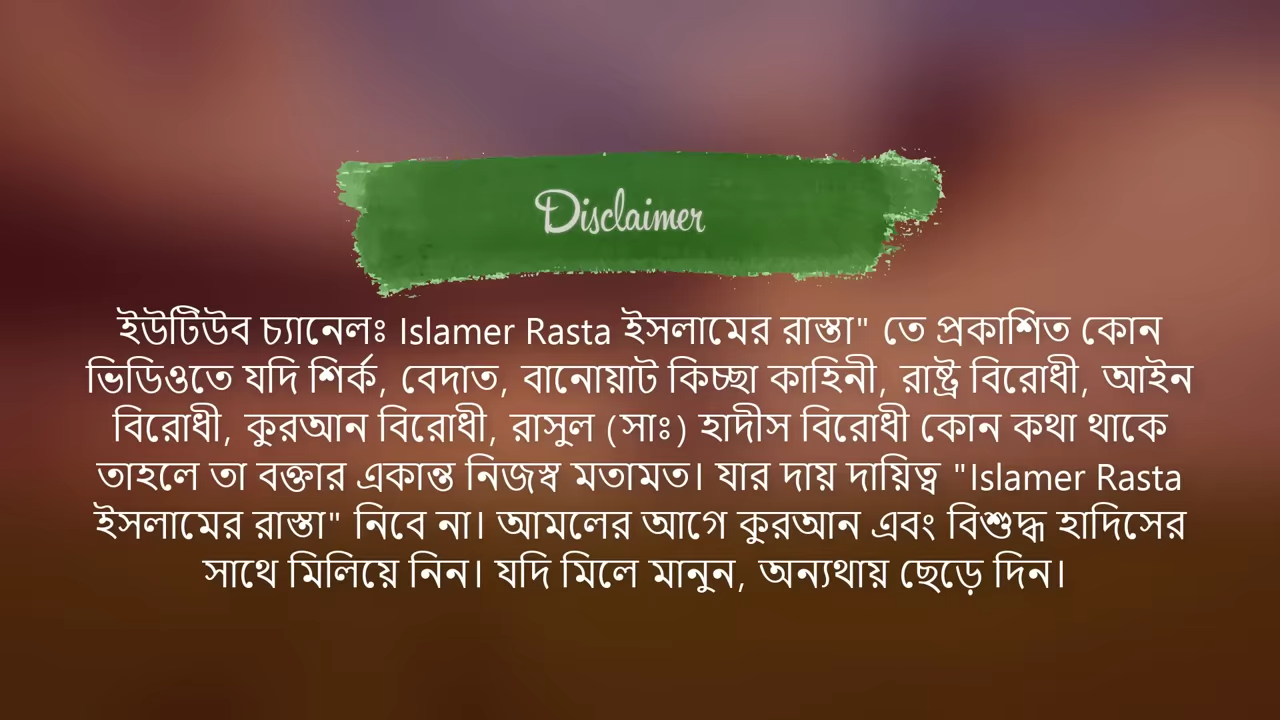 Disclaimer
ইউটিউব চ্যানেলঃ Islamer Rasta ইসলামের রাস্তা" তে প্রকাশিত কোন
ভিডিওতে যদি শির্ক, বেদাত, বানোয়াট কিচ্ছা কাহিনী, রাষ্ট্র বিরোধী, আইন
বিরোধী, কুরআন বিরোধী, রাসুল (সাঃ) হাদীস বিরোধী কোন কথা থাকে
তাহলে তা বক্তার একান্ত নিজস্ব মতামত। যার দায় দায়িত্ব "Islamer Rasta
ইসলামের রাস্তা" নিবে না। আমলের আগে কুরআন এবং বিশুদ্ধ হাদিসের
সাথে মিলিয়ে নিন। যদি মিলে মানুন, অন্যথায় ছেড়ে দিন।